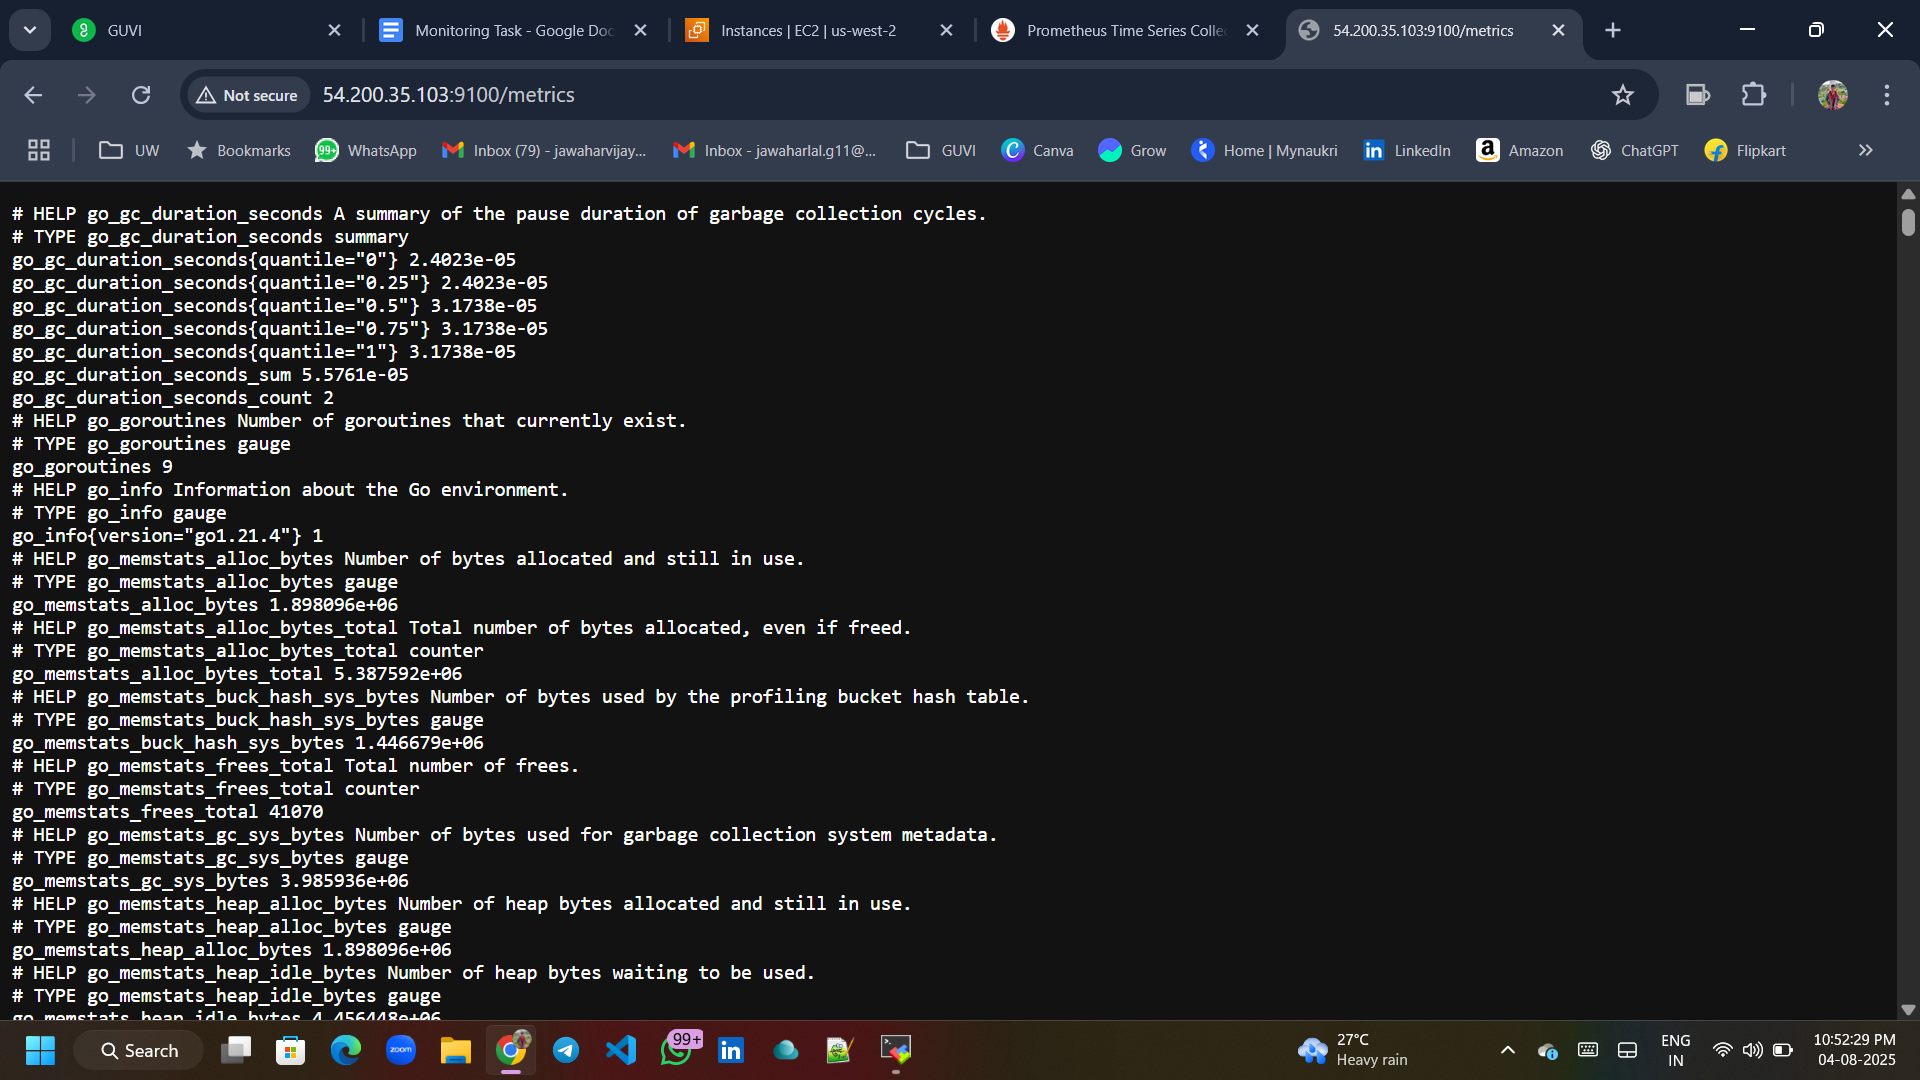 GUVI
Monitoring Task - Google Doc
Instances | EC2 | us-west-2
Prometheus Time Series Colle
54.200.35.103:9100/metrics
Not secure
54.200.35.103:9100/metrics
UW
Bookmarks
99+
WhatsApp
Inbox (79) - jawaharvijay...
Inbox - jawaharlal.g11@...
GUVI
Canva
Grow
Home | Mynaukri
LinkedIn
Amazon
ChatGPT
Flipkart
# HELP go_gc_duration_seconds A summary of the pause duration of garbage collection cycles.
# TYPE go_gc_duration_seconds summary
go_gc_duration_seconds{quantile="0"} 2.4023e-05
go_gc_duration_seconds{quantile="0.25"} 2.4023e-05
go_gc_duration_seconds{quantile="0.5"} 3.1738e-05
go_gc_duration_seconds{quantile="0.75"} 3.1738e-05
go_gc_duration_seconds{quantile="1"} 3.1738e-05
go_gc_duration_seconds_sum 5.5761e-05
go_gc_duration_seconds_count 2
# HELP go_goroutines Number of goroutines that currently exist.
# TYPE go_goroutines gauge
go_goroutines 9
# HELP go_info Information about the Go environment.
# TYPE go_info gauge
go_info{version="go1.21.4"} 1
# HELP go_memstats_alloc_bytes Number of bytes allocated and still in use.
# TYPE go_memstats_alloc_bytes gauge
go_memstats_alloc_bytes 1.898096e+06
# HELP go_memstats_alloc_bytes_total Total number of bytes allocated, even if freed.
# TYPE go_memstats_alloc_bytes_total counter
go_memstats_alloc_bytes_total 5.387592e+06
# HELP go_memstats_buck_hash_sys_bytes Number of bytes used by the profiling bucket hash table.
# TYPE go_memstats_buck_hash_sys_bytes gauge
go_memstats_buck_hash_sys_bytes 1.446679e+06
# HELP go_memstats_frees_total Total number of frees.
# TYPE go_memstats_frees_total counter
go_memstats_frees_total 41070
# HELP go_memstats_gc_sys_bytes Number of bytes used for garbage collection system metadata.
# TYPE go_memstats_gc_sys_bytes gauge
go_memstats_gc_sys_bytes 3.985936e+06
# HELP go_memstats_heap_alloc_bytes Number of heap bytes allocated and still in use.
# TYPE go_memstats_heap_alloc_bytes gauge
go_memstats_heap_alloc_bytes 1.898096e+06
# HELP go_memstats_heap_idle_bytes Number of heap bytes waiting to be used.
# TYPE go_memstats_heap_idle_bytes gauge
go_memstats_heap_idle_bytes 4.456448e+06
Search
zoom
99+
in
27°C
Heavy rain
ENG
IN
10:52:29 PM
04-08-2025